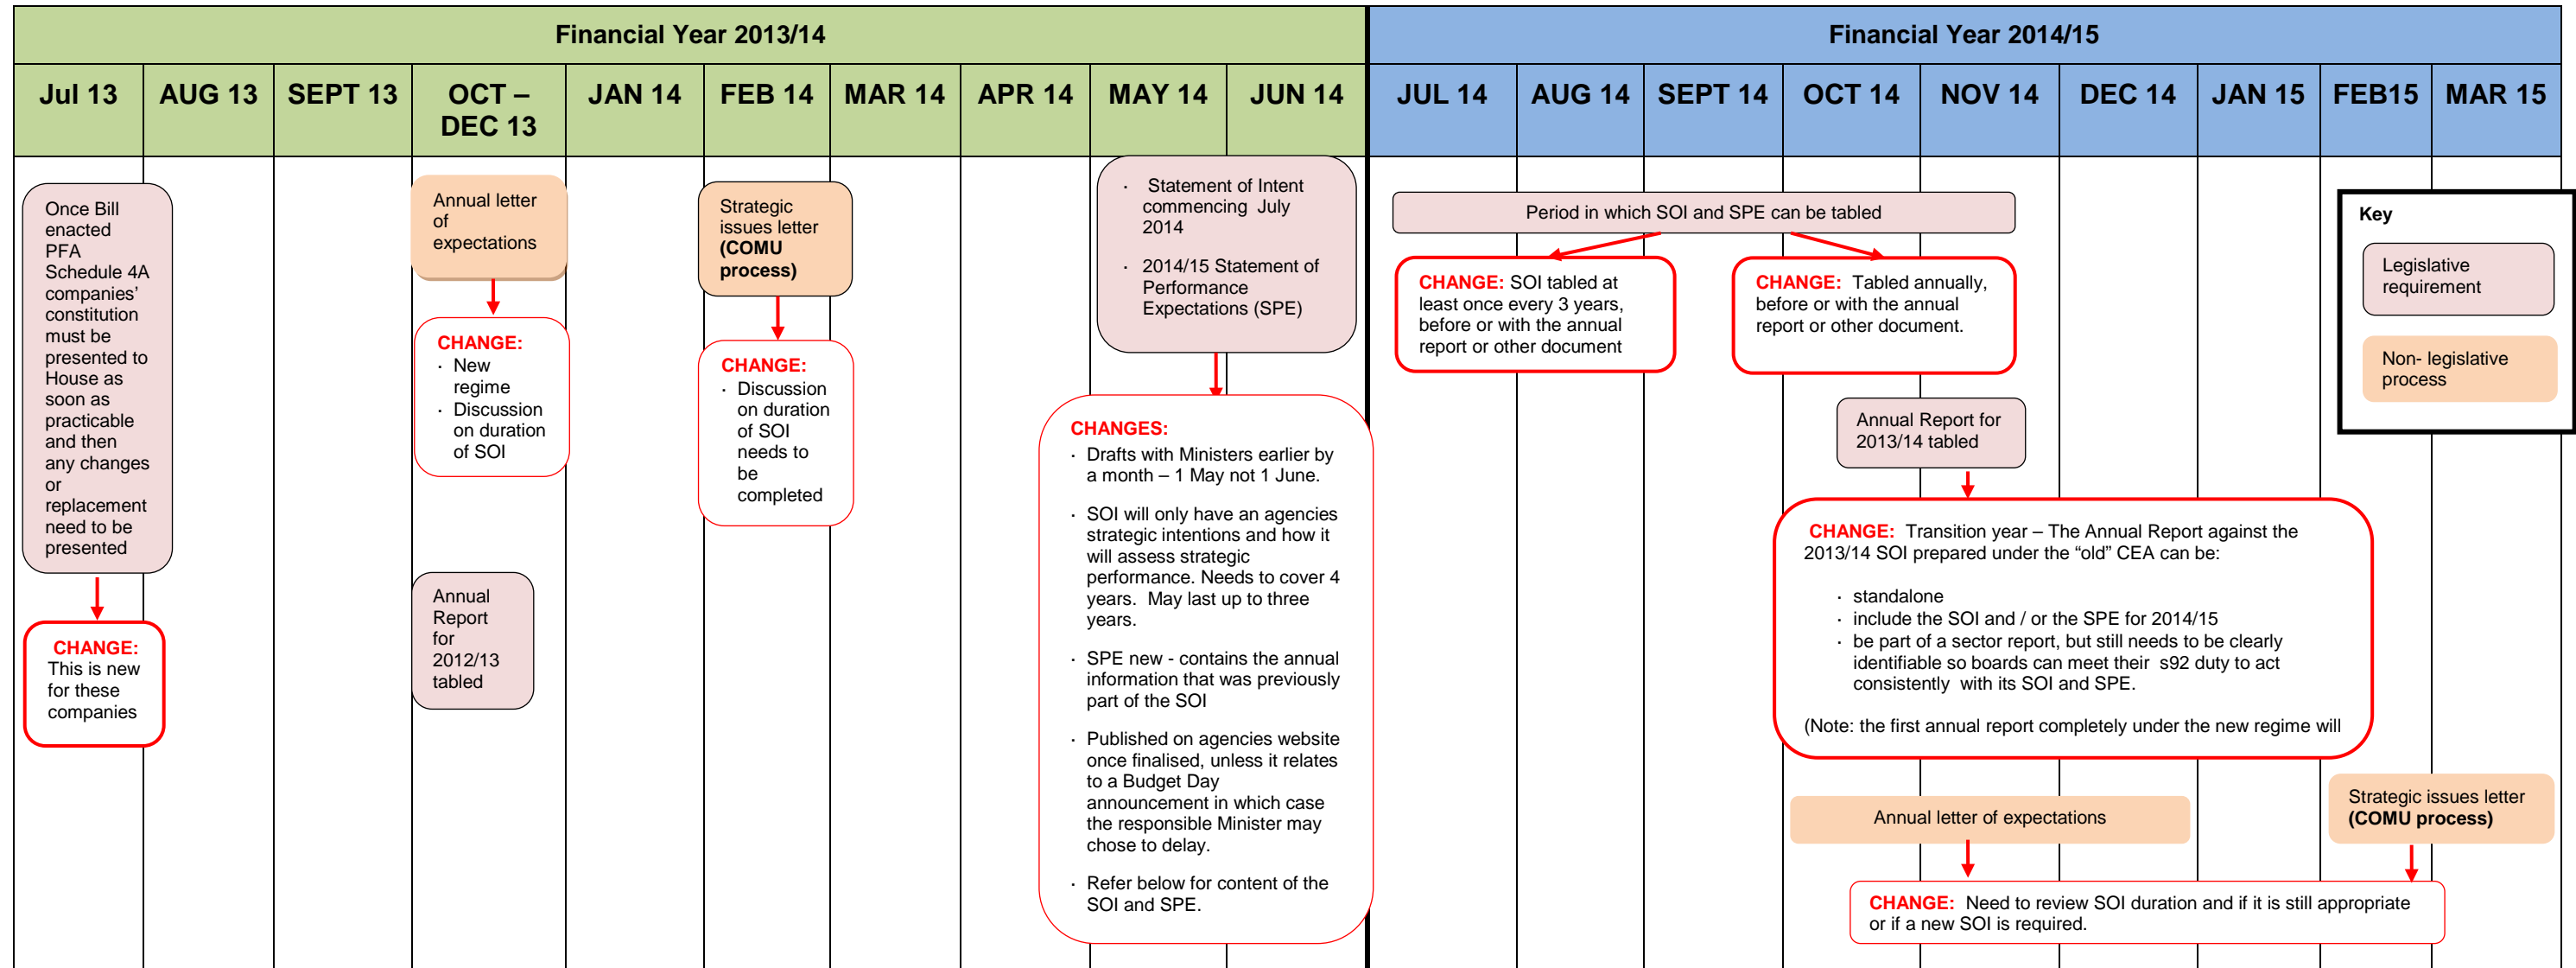 Financial Year 2013/14
Financial Year 2014/15
Jul 13
AUG 13
SEPT 13
OCT –
DEC 13
JAN 14
FEB 14
MAR 14
APR 14
MAY 14
JUN 14
JUL 14
AUG 14
SEPT 14
OCT 14
NOV 14
DEC 14
JAN 15
FEB15
MAR 15
Once Bill
enacted
PFA
Schedule 4A
companies’
constitution
must be
presented to
House as
soon as
practicable
and then
any changes
or
replacement
need to be
presented
CHANGE:
This is new
for these
companies
Annual letter
of
expectations
CHANGE:
· New
regime
· Discussion
on duration
of SOI
Annual
Report
for
2012/13
tabled
Strategic
issues letter
(COMU
process)
CHANGE:
· Discussion
on duration
of SOI
needs to
be
completed
· Statement of Intent
commencing July
2014
· 2014/15 Statement of
Performance
Expectations (SPE)
CHANGES:
· Drafts with Ministers earlier by
a month – 1 May not 1 June.
· SOI will only have an agencies
strategic intentions and how it
will assess strategic
performance. Needs to cover 4
years. May last up to three
years.
· SPE new - contains the annual
information that was previously
part of the SOI
· Published on agencies website
once finalised, unless it relates
to a Budget Day
announcement in which case
the responsible Minister may
chose to delay.
· Refer below for content of the
SOI and SPE.
Period in which SOI and SPE can be tabled
CHANGE: SOI tabled at
least once every 3 years,
before or with the annual
report or other document
CHANGE: Tabled annually,
before or with the annual
report or other document.
Annual Report for
2013/14 tabled
CHANGE: Transition year – The Annual Report against the
2013/14 SOI prepared under the “old” CEA can be:
· standalone
· include the SOI and / or the SPE for 2014/15
· be part of a sector report, but still needs to be clearly
identifiable so boards can meet their s92 duty to act
consistently with its SOI and SPE.
(Note: the first annual report completely under the new regime will
Annual letter of expectations
Strategic issues letter
(COMU process)
CHANGE: Need to review SOI duration and if it is still appropriate
or if a new SOI is required.
Key
Legislative
requirement
Non- legislative
process